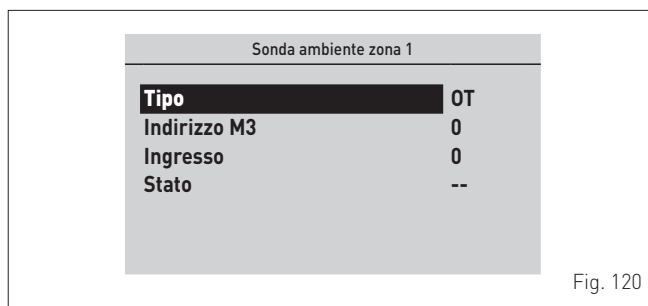 Sonda ambiente zona 1
Tipo OT
Indirizzo M3 0
Ingresso 0
Stato --
Fig. 120